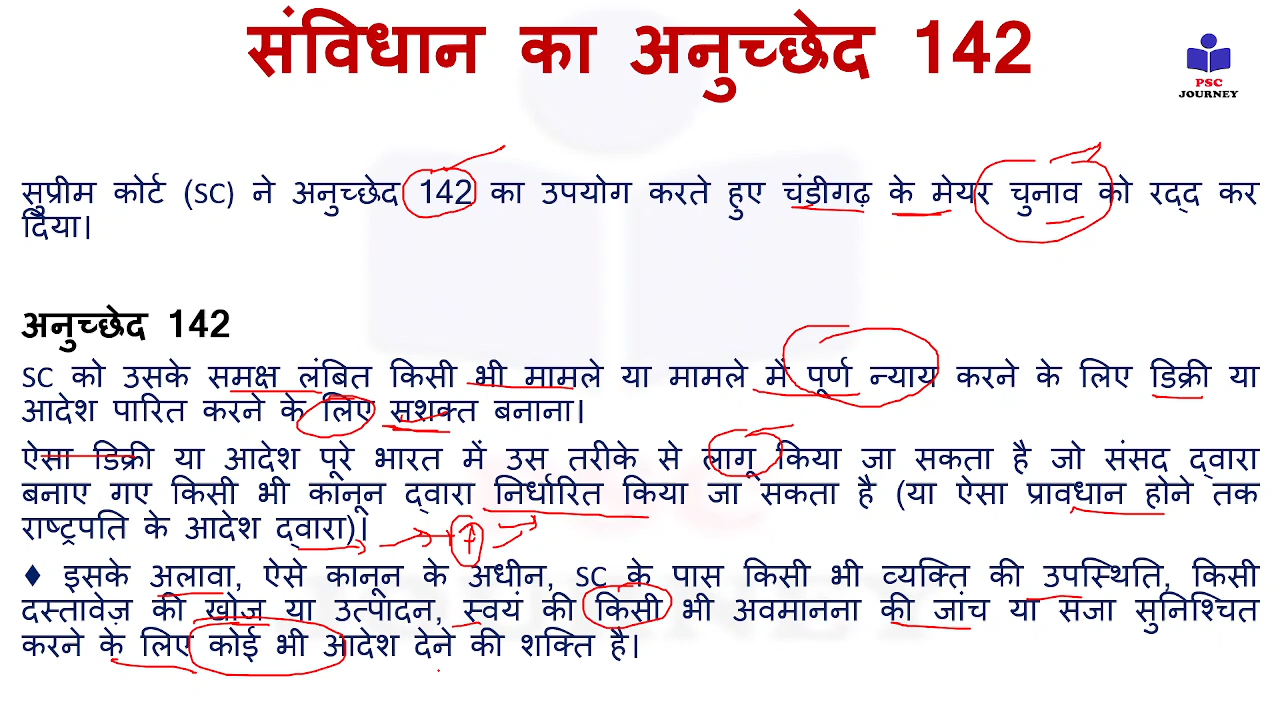 संविधान का अनुच्छेद 142
PSC
JOURNEY
सुप्रीम कोर्ट (SC) ने अनुच्छेद 142 का उपयोग करते हुए चंड़ीगढ़ के मेयर चुनाव को रद्द कर
दिया।
अनुच्छेद 142
SC को उसके समक्ष लंबित किसी भी मामले या मामले में पूर्ण न्याय करने के लिए डिक्री या
आदेश पारित करने के लिए सशक्त बनाना।
ऐसा डिक्री या आदेश पूरे भारत में उस तरीके से लागू किया जा सकता है जो संसद द्वारा
बनाए गए किसी भी कानून द्वारा निर्धारित किया जा सकता है (या ऐसा प्रावधान होने तक
राष्ट्रपति के आदेश द्वारा)।
♦ इसके अलावा, ऐसे कानून के अधीन, SC के पास किसी भी व्यक्ति की उपस्थिति, किसी
दस्तावेज़ की खोज या उत्पादन, स्वयं की किसी भी अवमानना की जांच या सजा सुनिश्चित
करने के लिए कोई भी आदेश देने की शक्ति है।